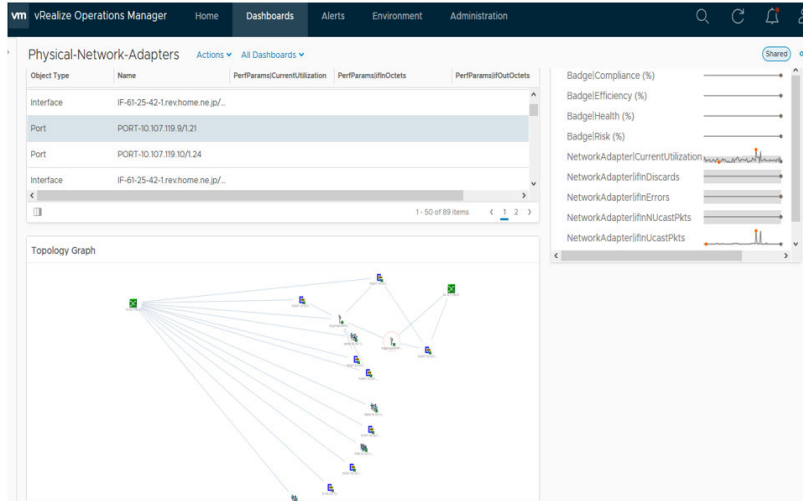 vm vRealize Operations Manager Home Dashboards Alerts Environment Administration
Physical-Network-Adapters Actions All Dashboards Shared
Object Type Name PerfParams|CurrentUtilization PerfParams|ifInOctets PerfParams|ifOutOctets
Interface IF-61-25-42-1.rev.home.ne.jp/...
Port PORT-10.107.119.9/1.21
Port PORT-10.107.119.10/1.24
Interface IF-61-25-42-1.rev.home.ne.jp/...
1 - 50 of 89 items 1 2
Badge|Compliance (%)
Badge|Efficiency (%)
Badge|Health (%)
Badge|Risk (%)
NetworkAdapter|CurrentUtilization
NetworkAdapter|ifInDiscards
NetworkAdapter|ifInErrors
NetworkAdapter|ifInNUcastPkts
NetworkAdapter|ifInUcastPkts
Topology Graph